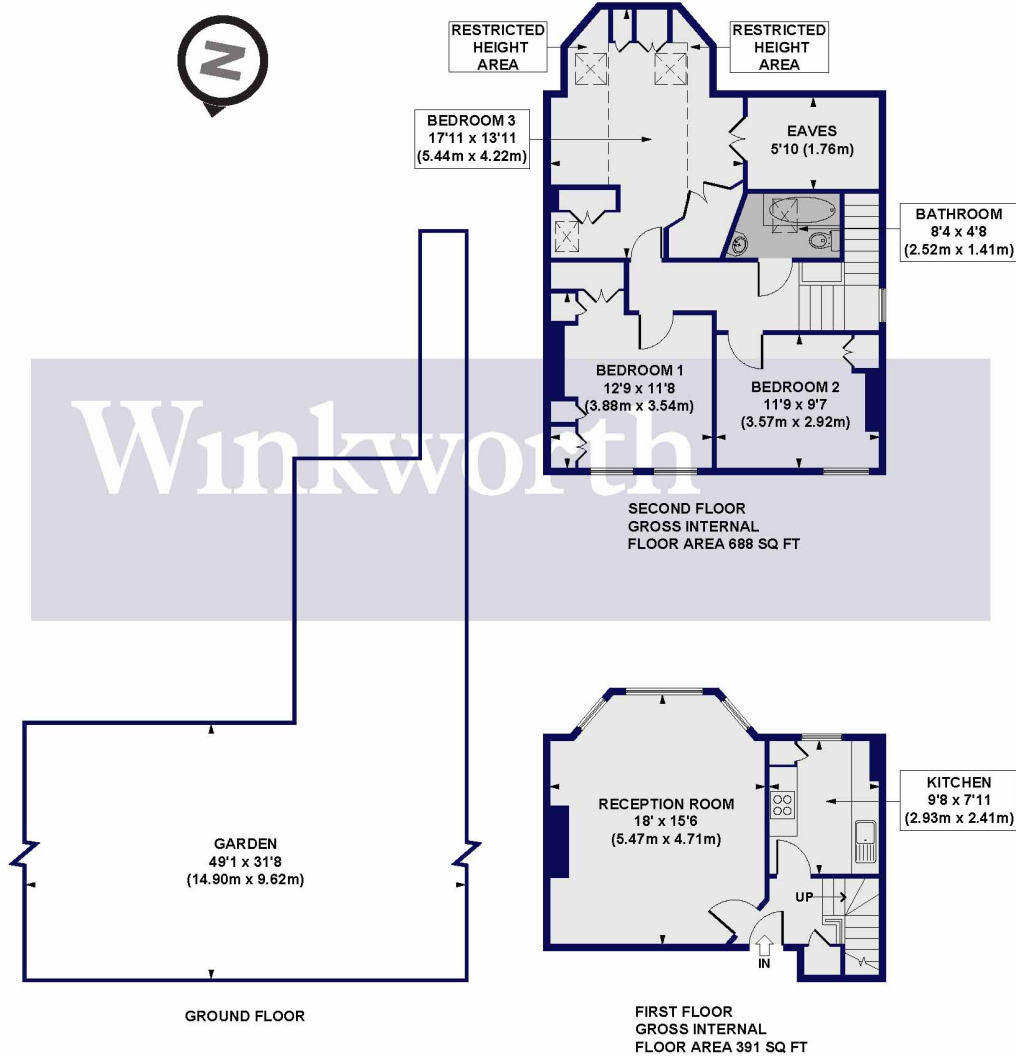 N
RESTRICTED
HEIGHT
AREA
RESTRICTED
HEIGHT
AREA
BEDROOM 3
17'11 x 13'11
(5.44m x 4.22m)
EAVES
5'10 (1.76m)
BATHROOM
8'4 x 4'8
(2.52m x 1.41m)
BEDROOM 1
12'9 x 11'8
(3.88m x 3.54m)
BEDROOM 2
11'9 x 9'7
(3.57m x 2.92m)
Winkworth
SECOND FLOOR
GROSS INTERNAL
FLOOR AREA 688 SQ FT
RECEPTION ROOM
18' x 15'6
(5.47m x 4.71m)
KITCHEN
9'8 x 7'11
(2.93m x 2.41m)
UP
IN
GARDEN
49'1 x 31'8
(14.90m x 9.62m)
GROUND FLOOR
FIRST FLOOR
GROSS INTERNAL
FLOOR AREA 391 SQ FT